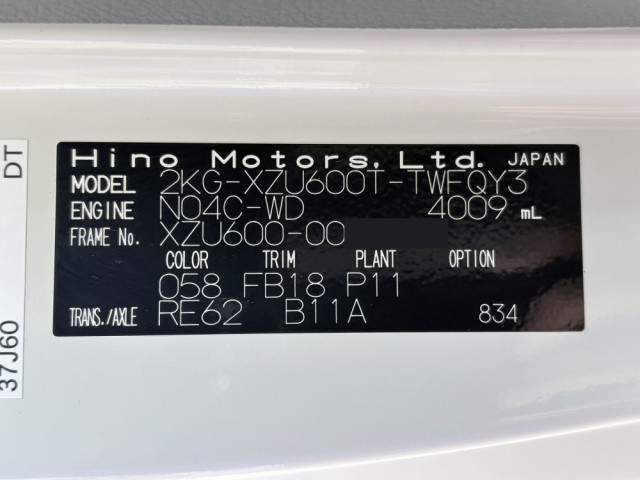 Hino Motors, Ltd. JAPAN
MODEL 2KG-XZU600T-TWFQY3
ENGINE N04C-WD 4009 mL
FRAME No. XZU600-00
COLOR TRIM PLANT OPTION
058 FB18 P11
TRANS./AXLE RE62 B11A 834
DT
37J60